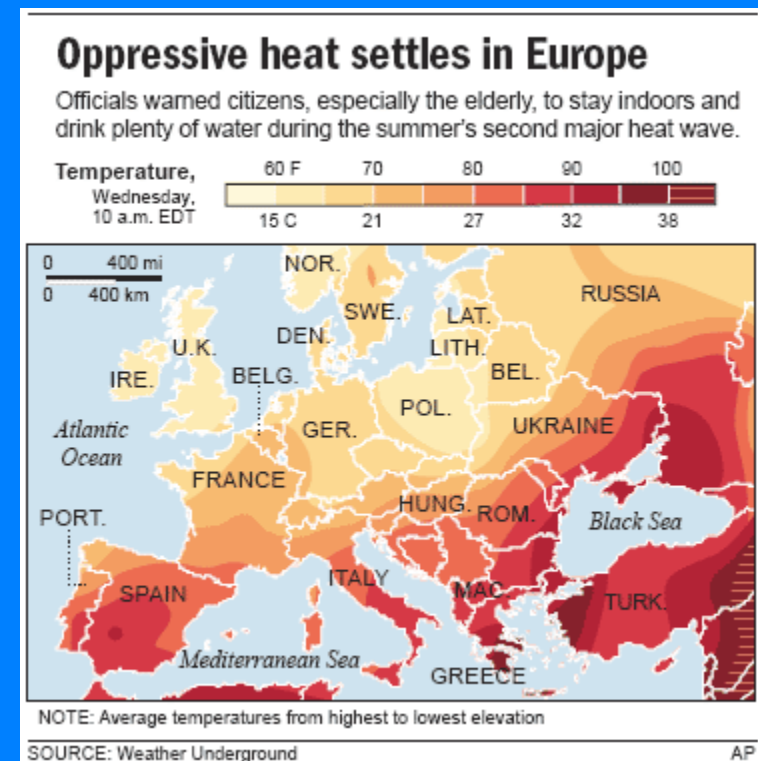 Oppressive heat settles in Europe
Officials warned citizens, especially the elderly, to stay indoors and
drink plenty of water during the summer's second major heat wave.
Temperature,
Wednesday,
10 a.m. EDT
60 F 70 80 90 100
15 C 21 27 32 38
0 400 mi
0 400 km
NOR.
RUSSIA
SWE.
LAT.
DEN.
LITH.
U.K.
IRE.
BELG.
BEL.
POL.
Atlantic
Ocean
GER.
UKRAINE
FRANCE
HUNG.
ROM.
PORT.
Black Sea
ITALY
SPAIN
MAC.
TURK.
Mediterranean Sea
GREECE
NOTE: Average temperatures from highest to lowest elevation
SOURCE: Weather Underground
AP